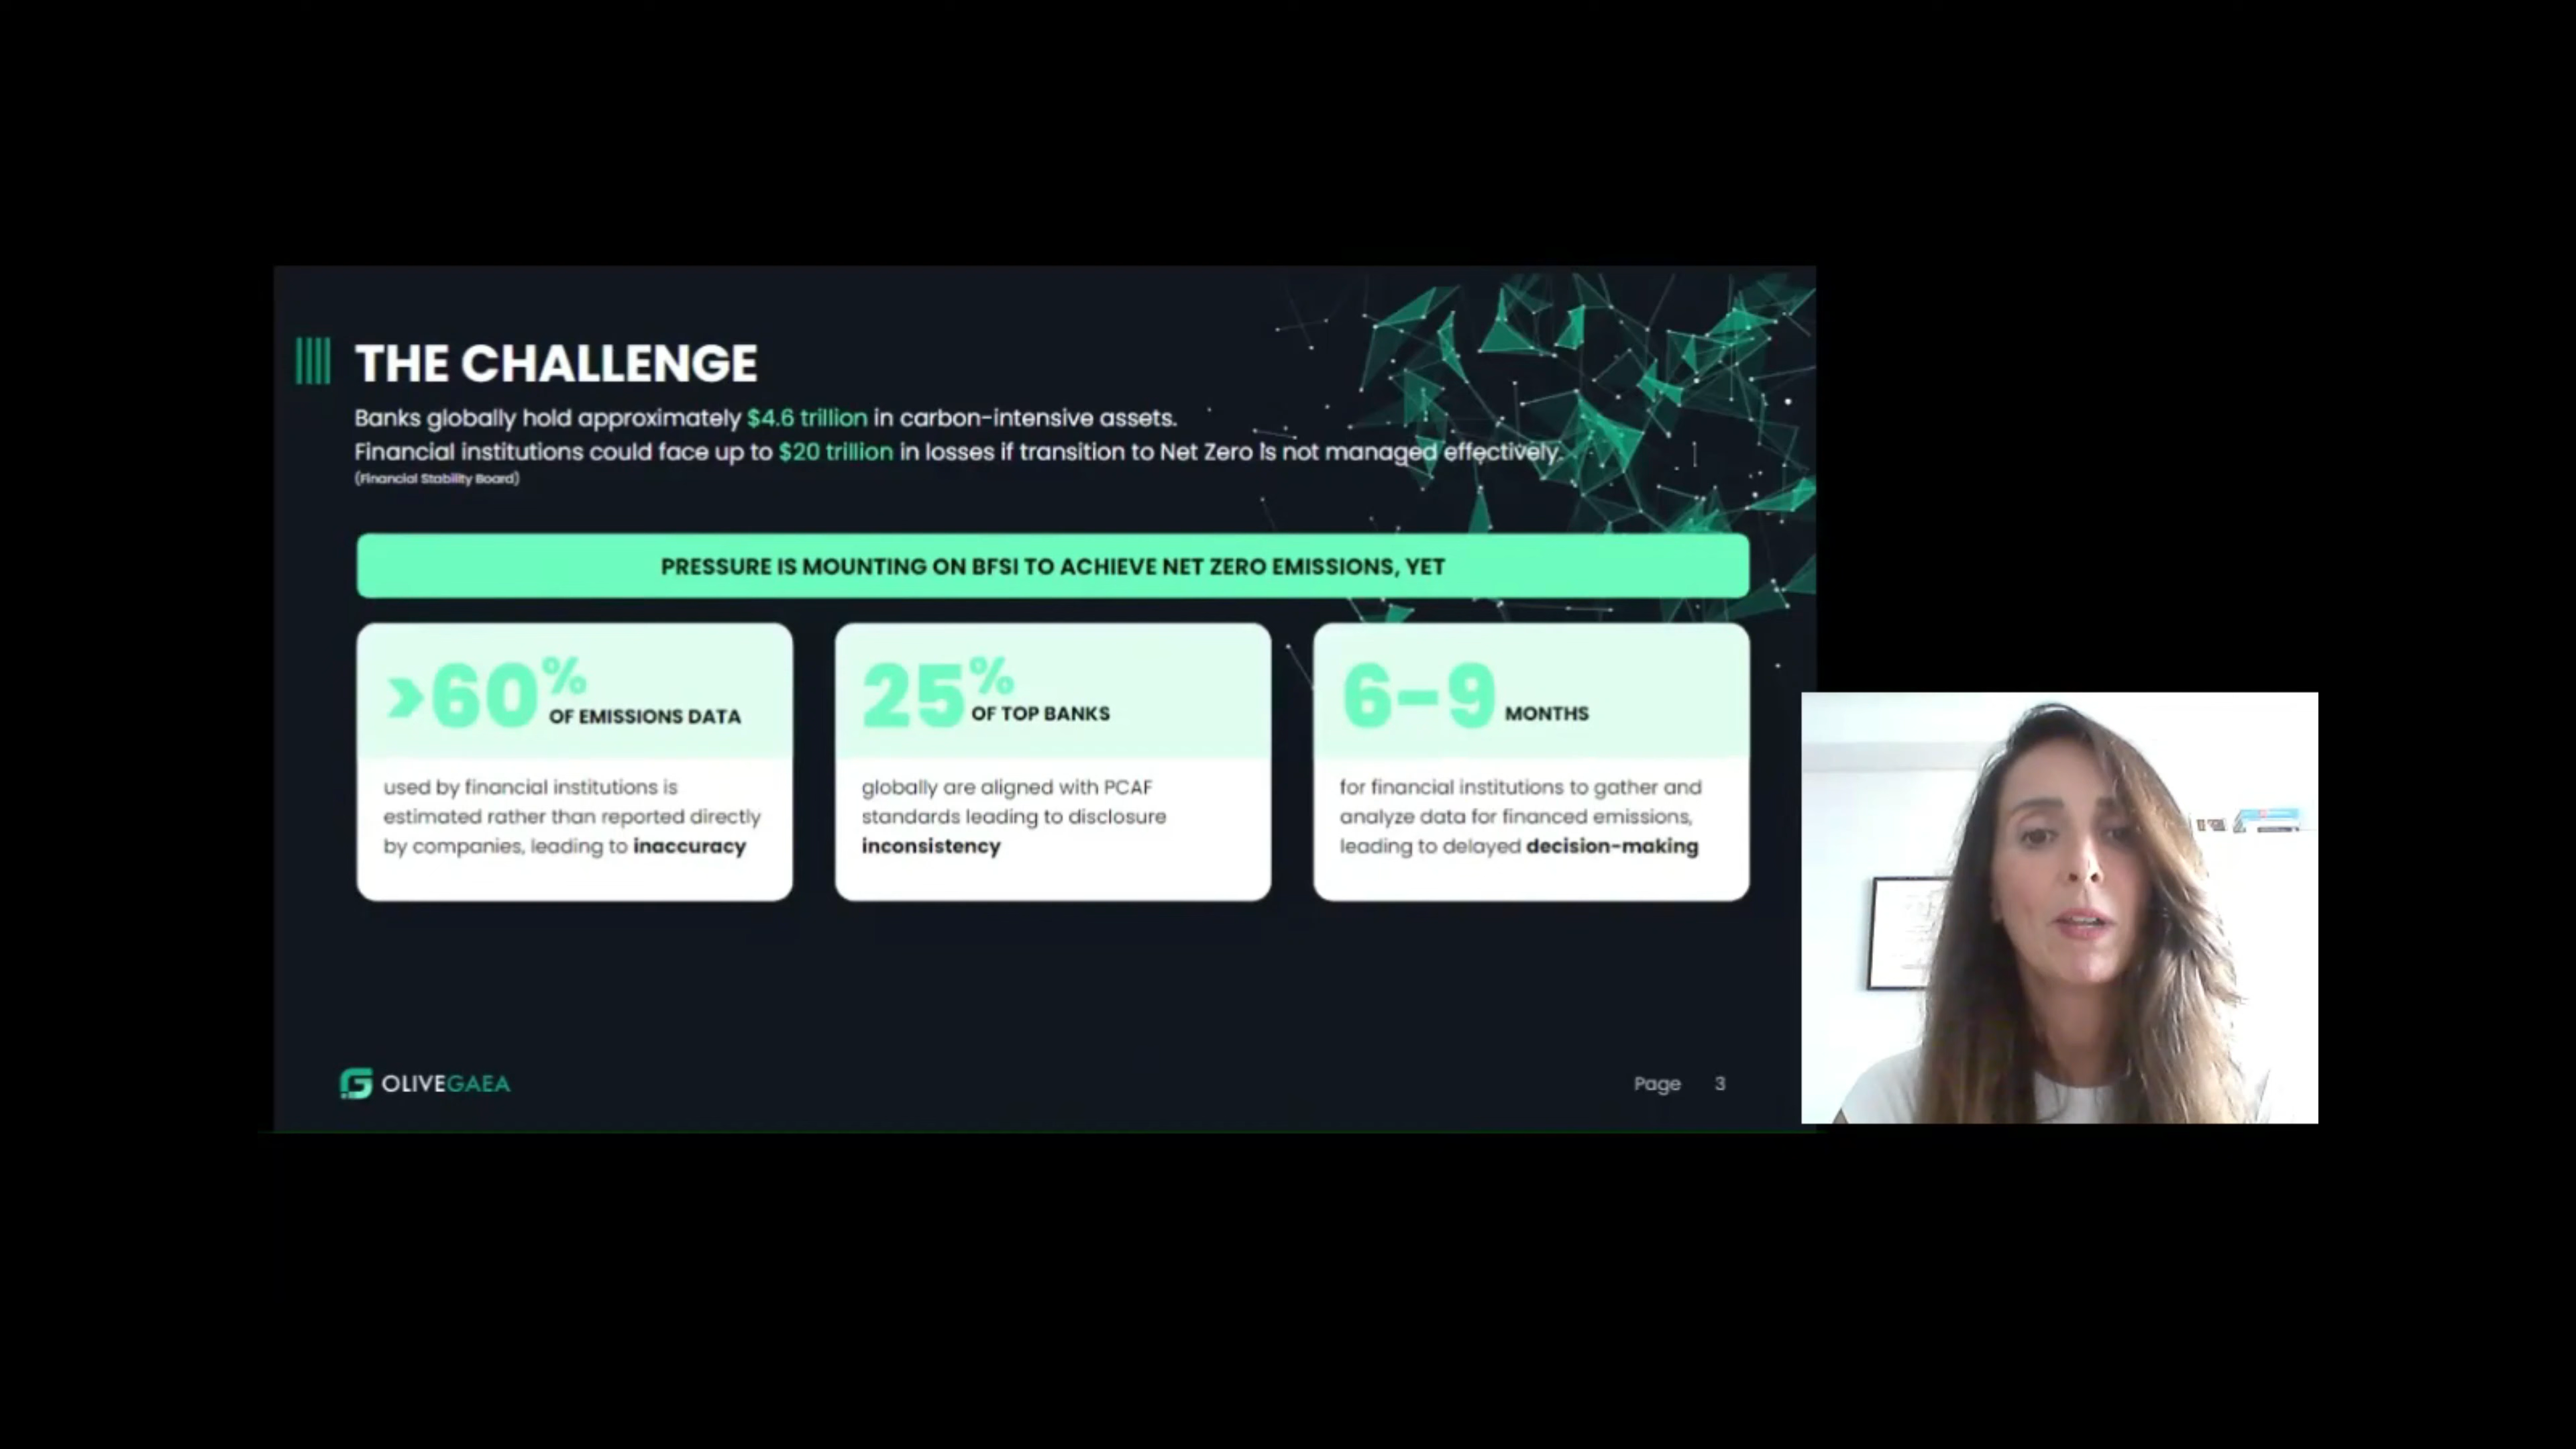 THE CHALLENGE
Banks globally hold approximately $4.6 trillion in carbon-intensive assets.
Financial institutions could face up to $20 trillion in losses if transition to Net Zero is not managed effectively.
(Financial Stability Board)
PRESSURE IS MOUNTING ON BFSI TO ACHIEVE NET ZERO EMISSIONS, YET
>60% OF EMISSIONS DATA
used by financial institutions is
estimated rather than reported directly
by companies, leading to inaccuracy
25% OF TOP BANKS
globally are aligned with PCAF
standards leading to disclosure
inconsistency
6-9 MONTHS
for financial institutions to gather and
analyze data for financed emissions,
leading to delayed decision-making
OLIVEGAEA
Page 3